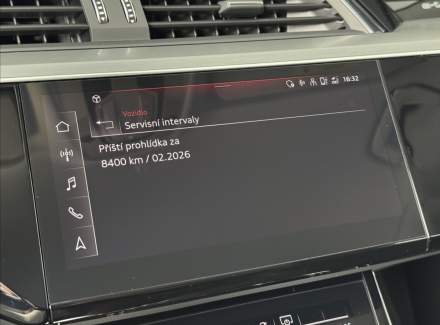 16:32
Vozidlo
Servisní intervaly
Příští prohlídka za
8400 km / 02.2026